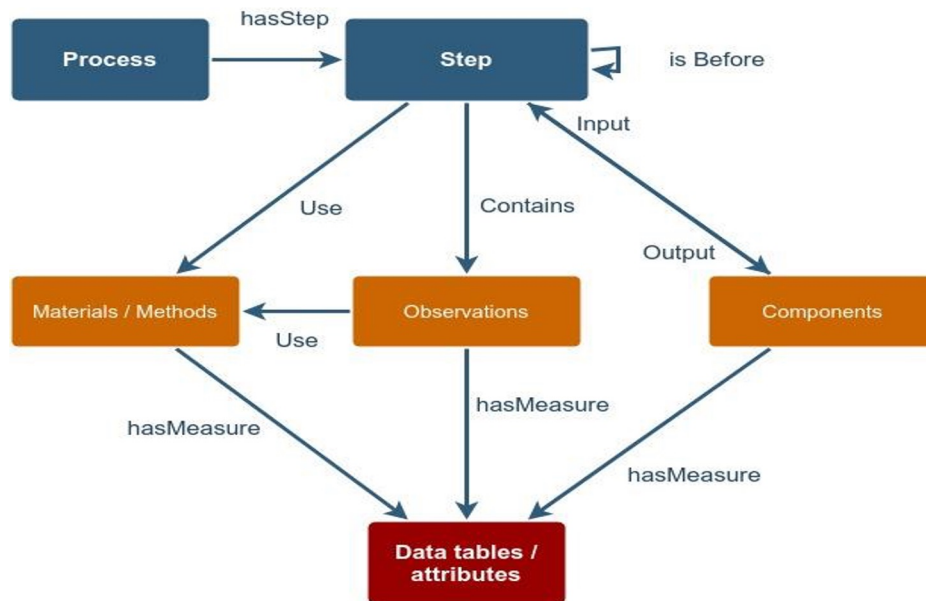 hasStep
Process
Step
is Before
Input
Use
Contains
Output
Materials / Methods
Observations
Components
Use
hasMeasure
hasMeasure
hasMeasure
Data tables /
attributes